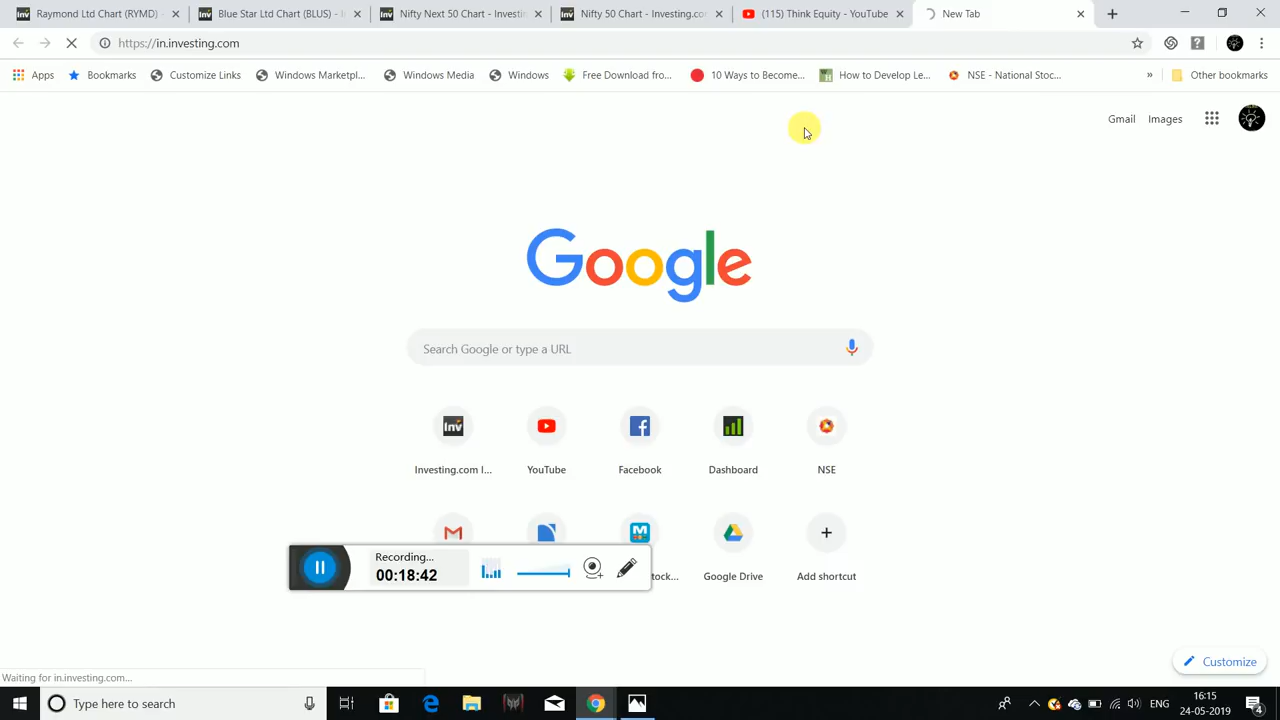 Raymond Ltd Chart (RYMD) -
Blue Star Ltd Chart (BLUS) - I
Nifty Next 50 Chart - Investin
Nifty 50 Chart - Investing.com
(115) Think Equity - YouTube
New Tab
https://in.investing.com
Apps
Bookmarks
Customize Links
Windows Marketpl...
Windows Media
Windows
Free Download fro...
10 Ways to Become...
How to Develop Le...
NSE - National Stoc...
»
Other bookmarks
Gmail
Images
Google
Search Google or type a URL
Inv
Investing.com I...
YouTube
Facebook
Dashboard
NSE
Recording...
00:18:42
tock...
Google Drive
Add shortcut
Customize
Waiting for in.investing.com...
Type here to search
ENG
16:15
24-05-2019
4